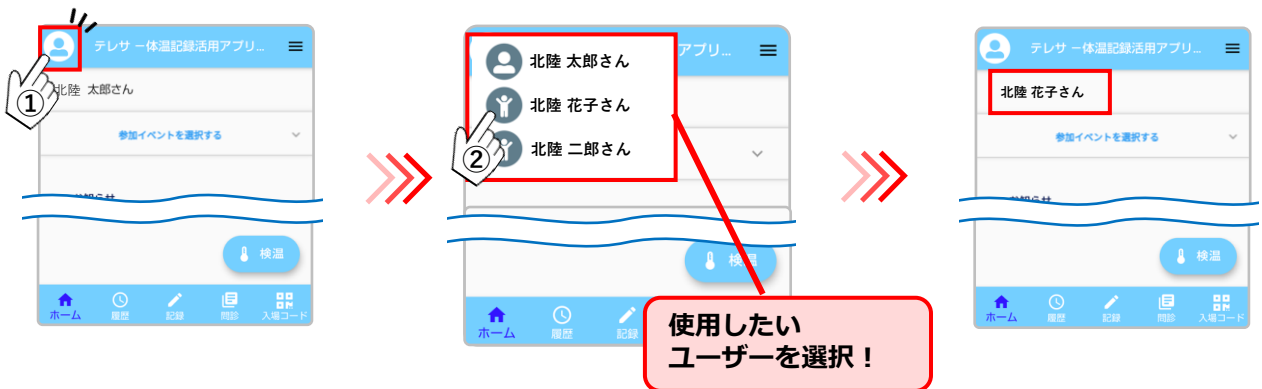 テレサ ー体温記録活用アプリ...
①
北陸 太郎さん
参加イベントを選択する
検温
ホーム
履歴
記録
問診
入場コード
アプリ...
北陸 太郎さん
北陸 花子さん
②
北陸 二郎さん
検温
ホーム
履歴
記録
使用したい
ユーザーを選択！
テレサ ー体温記録活用アプリ...
北陸 花子さん
参加イベントを選択する
検温
ホーム
履歴
記録
問診
入場コード